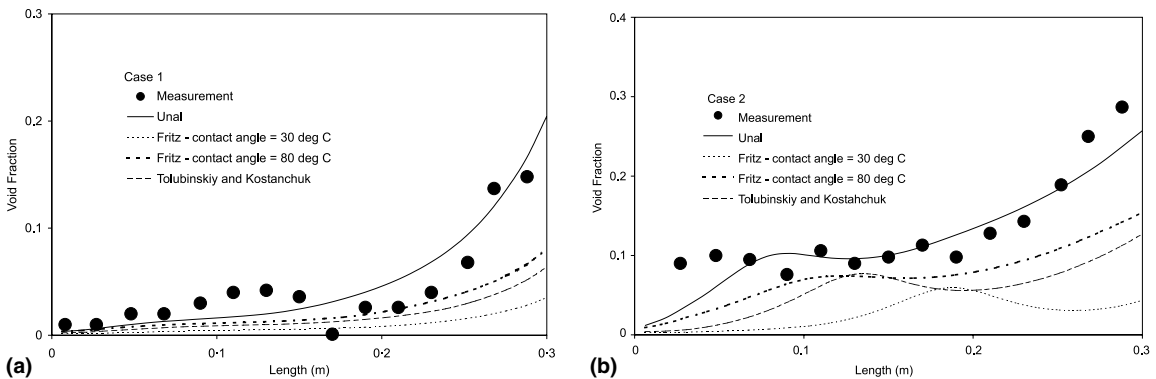 0·3
0·2
0·1
0
Void Fraction
Case 1
Measurement
Unal
Fritz - contact angle = 30 deg C
Fritz - contact angle = 80 deg C
Tolubinskiy and Kostanchuk
0
0·1
0·2
0·3
Length (m)
(a)
0.4
0.3
0.2
0.1
0
Void Fraction
Case 2
Measurement
Unal
Fritz - contact angle = 30 deg C
Fritz - contact angle = 80 deg C
Tolubinskiy and Kostahchuk
0
0.1
0.2
0.3
Length (m)
(b)